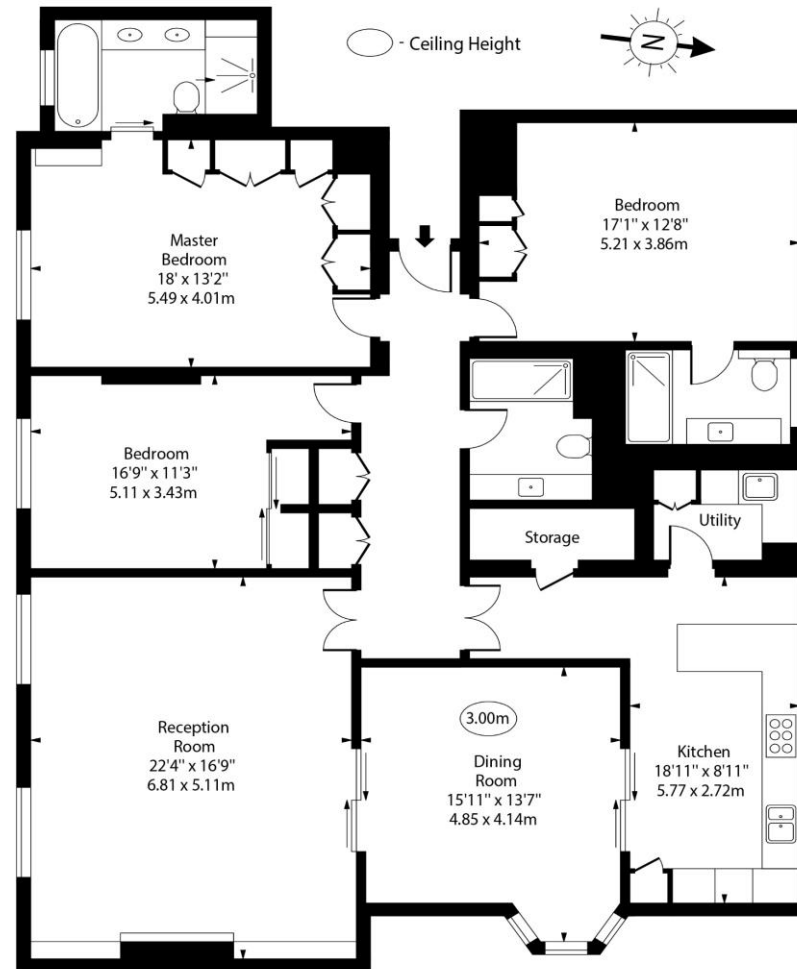 - Ceiling Height
N
Bedroom
17'1" x 12'8"
5.21 x 3.86m
Master
Bedroom
18' x 13'2"
5.49 x 4.01m
Bedroom
16'9" x 11'3"
5.11 x 3.43m
Utility
Storage
3.00m
Reception
Room
22'4" x 16'9"
6.81 x 5.11m
Dining
Room
15'11" x 13'7"
4.85 x 4.14m
Kitchen
18'11" x 8'11"
5.77 x 2.72m